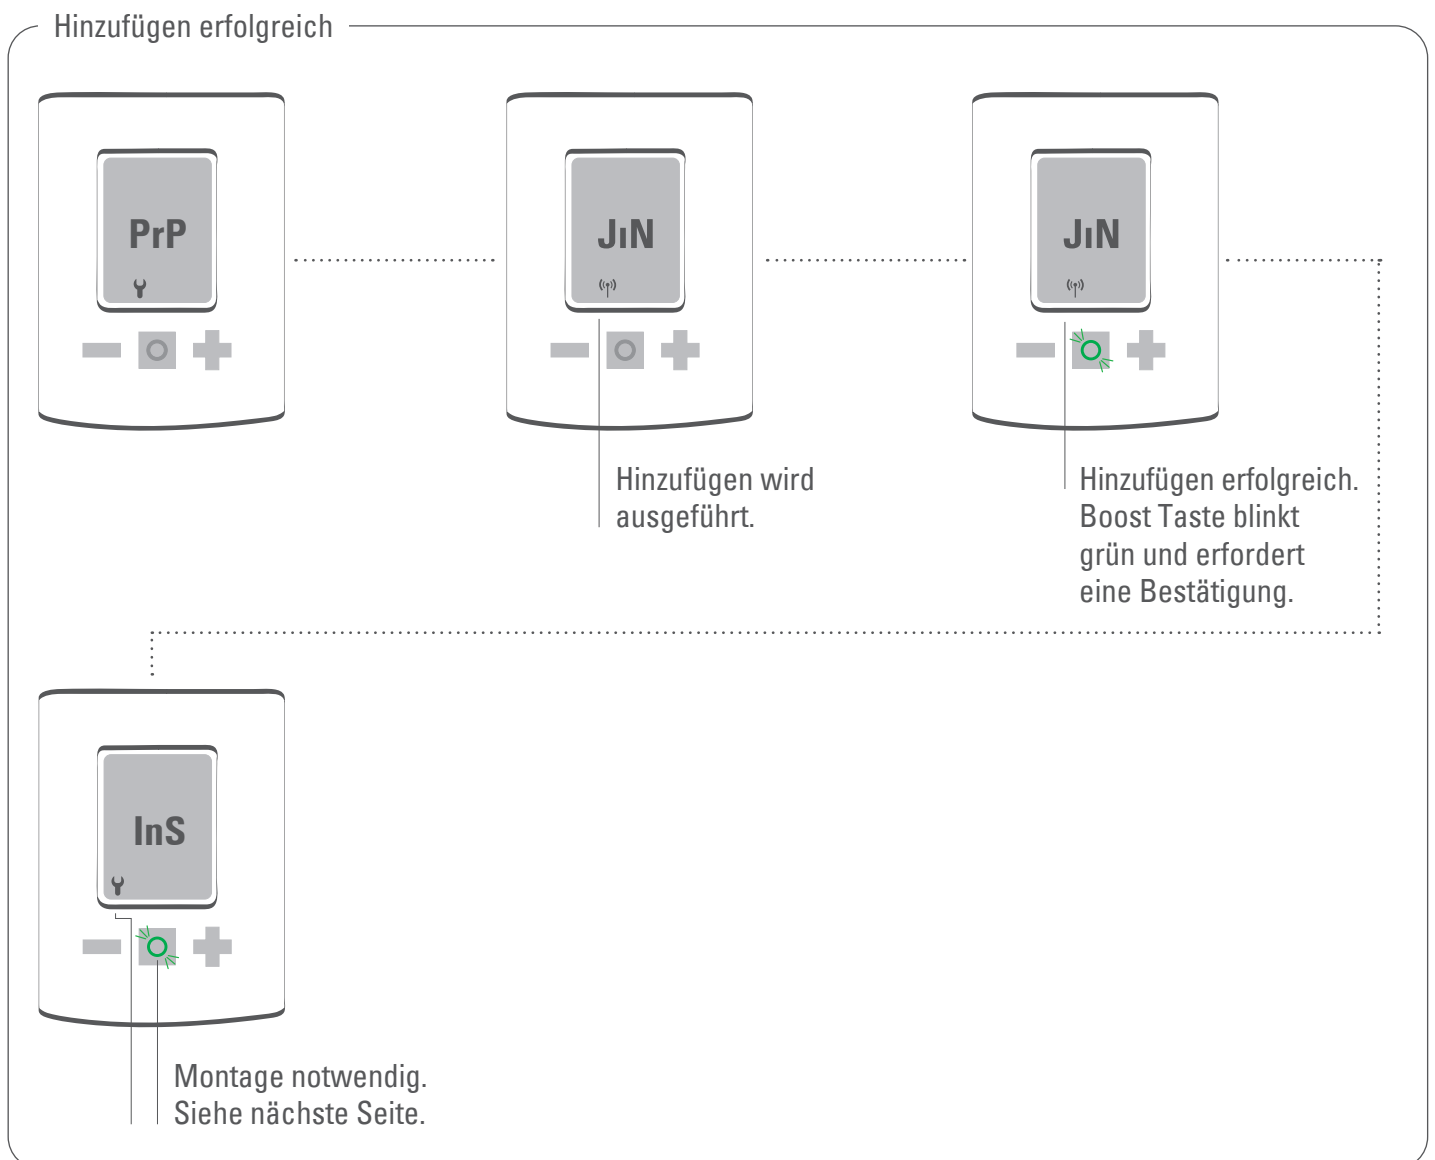 Hinzufügen erfolgreich
PrP
JıN
JıN
Hinzufügen wird
ausgeführt.
Hinzufügen erfolgreich.
Boost Taste blinkt
grün und erfordert
eine Bestätigung.
InS
Montage notwendig.
Siehe nächste Seite.